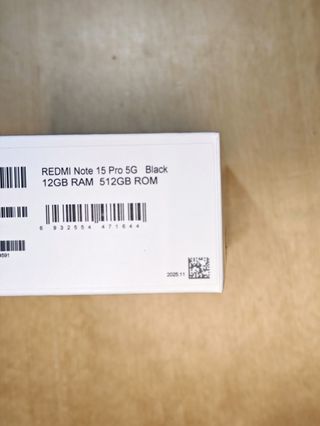 REDMI Note 15 Pro 5G Black
12GB RAM 512GB ROM
6 932554 471644
2025.11